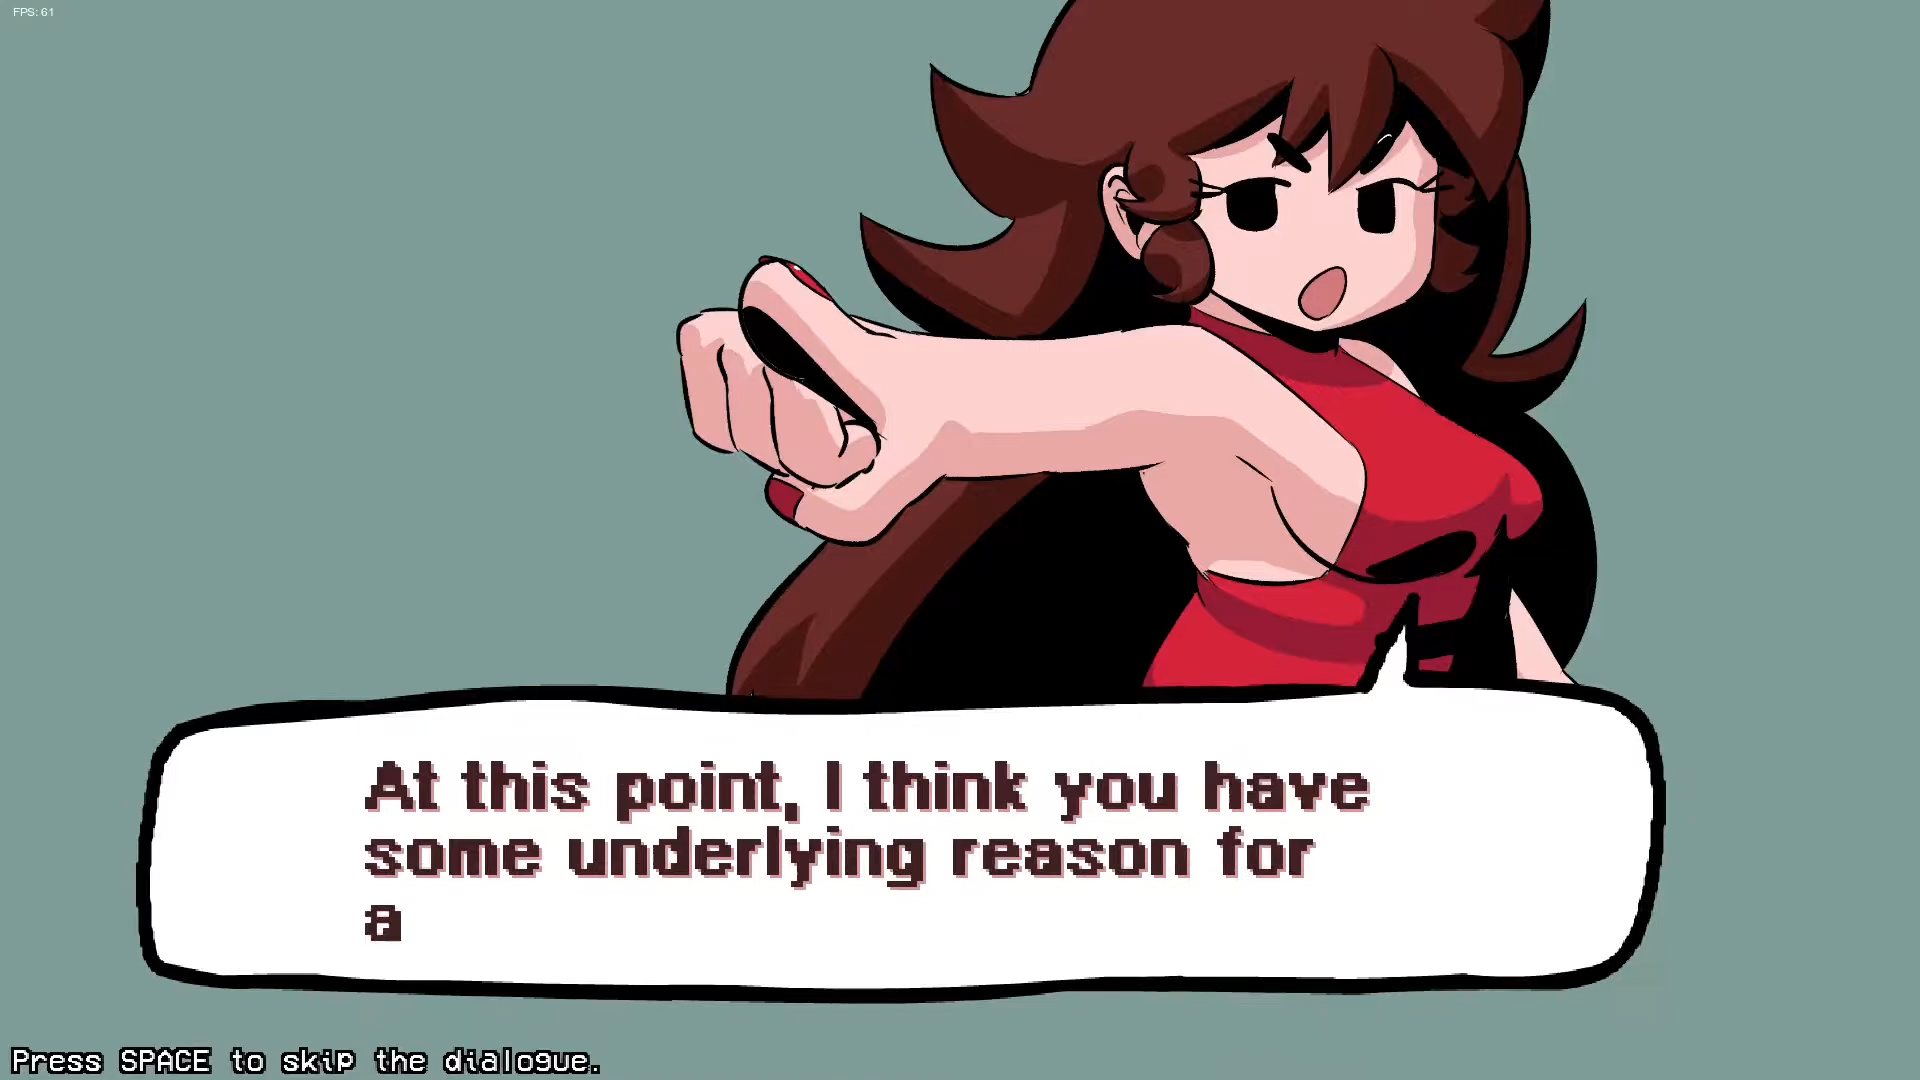 FPS: 61
At this point, I think you have
some underlying reason for
a
Press SPACE to skip the dialogue.